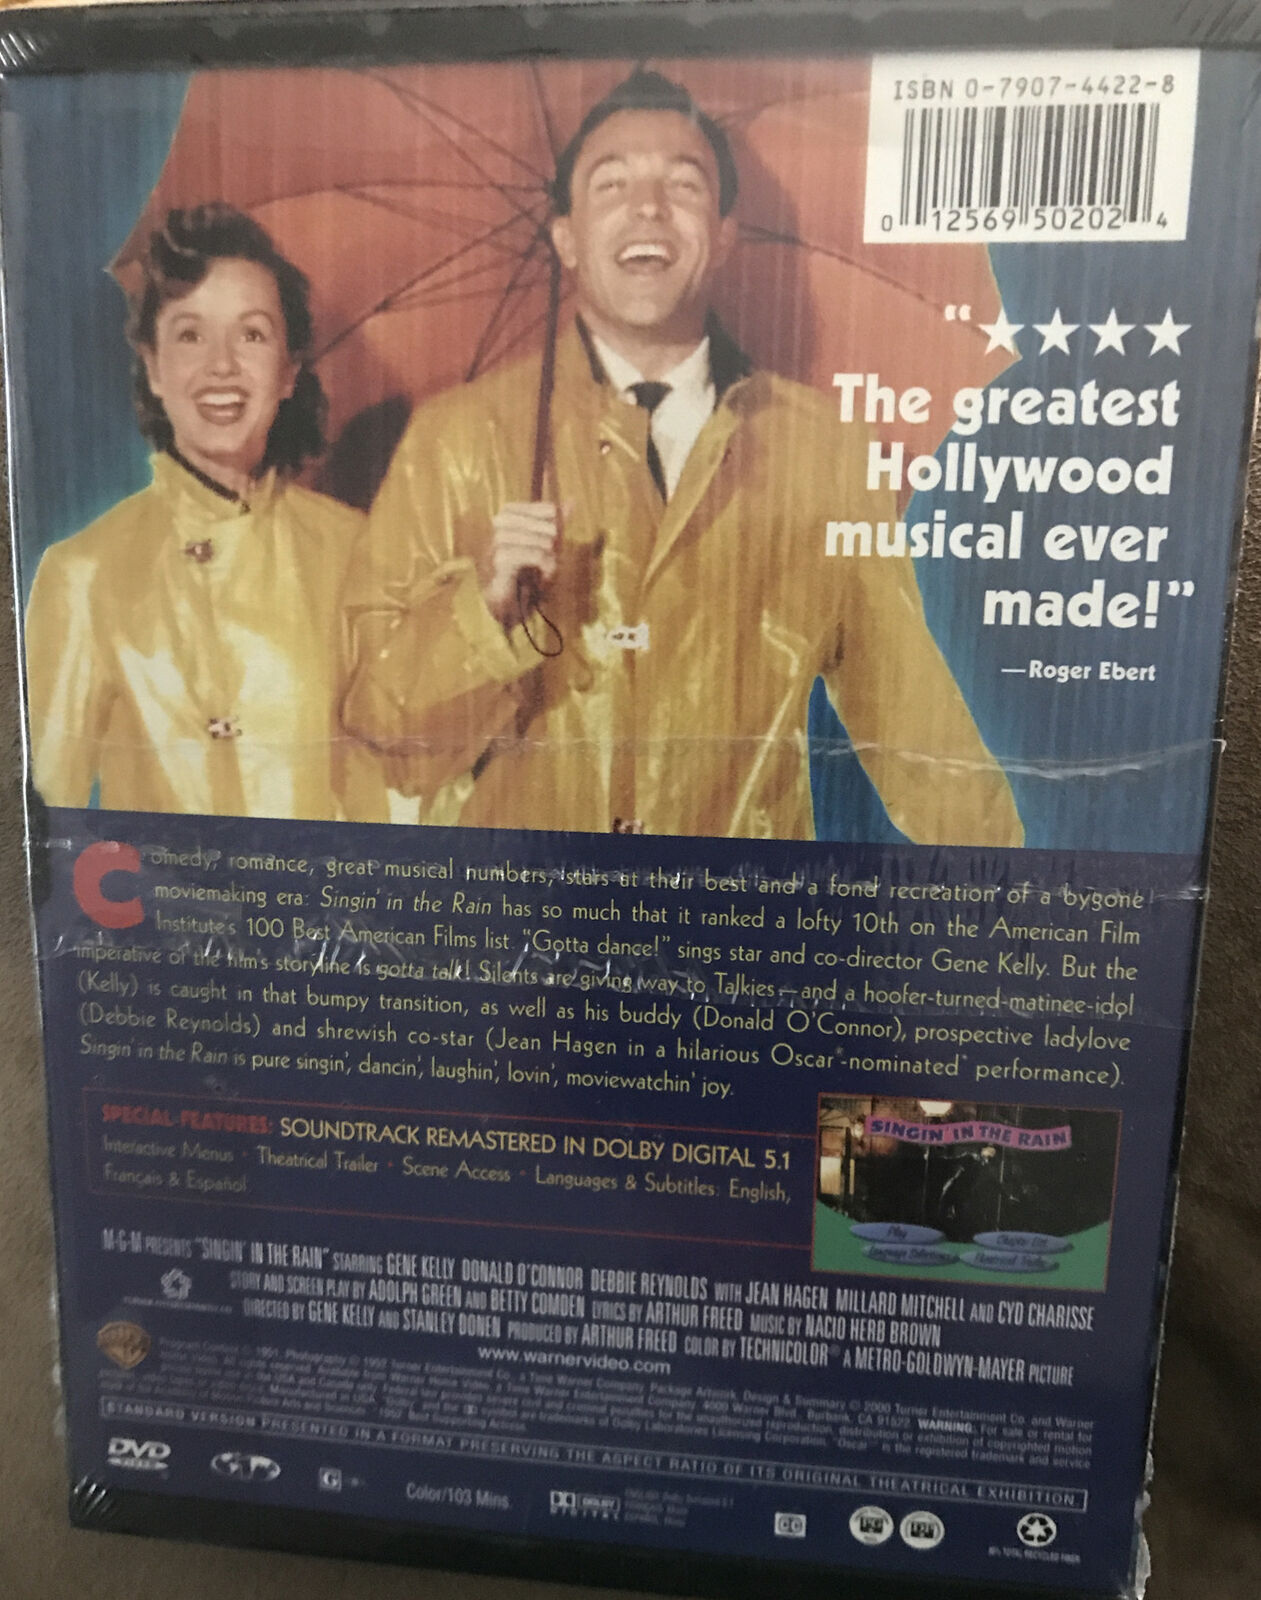 ISBN 0-7907-4422-8
0 12569 50202 4
“★★★★
The greatest
Hollywood
musical ever
made!”
—Roger Ebert
Comedy, romance, great musical numbers, stars at their best and a fond recreation of a bygone
moviemaking era: Singin' in the Rain has so much that it ranked a lofty 10th on the American Film
Institute's 100 Best American Films list. “Gotta dance!” sings star and co-director Gene Kelly. But the
imperative of the film's storyline is gotta talk! Silents are giving way to Talkies—and a hoofer-turned-matinee-idol
(Kelly) is caught in that bumpy transition, as well as his buddy (Donald O'Connor), prospective ladylove
(Debbie Reynolds) and shrewish co-star (Jean Hagen in a hilarious Oscar®-nominated* performance).
Singin' in the Rain is pure singin', dancin', laughin', lovin', moviewatchin' joy.
SPECIAL FEATURES: SOUNDTRACK REMASTERED IN DOLBY DIGITAL 5.1
Interactive Menus • Theatrical Trailer • Scene Access • Languages & Subtitles: English,
Français & Español
SINGIN' IN THE RAIN
Play
M-G-M PRESENTS "SINGIN' IN THE RAIN" STARRING GENE KELLY DONALD O'CONNOR DEBBIE REYNOLDS WITH JEAN HAGEN MILLARD MITCHELL AND CYD CHARISSE
STORY AND SCREEN PLAY BY ADOLPH GREEN AND BETTY COMDEN LYRICS BY ARTHUR FREED MUSIC BY NACIO HERB BROWN
DIRECTED BY GENE KELLY AND STANLEY DONEN PRODUCED BY ARTHUR FREED COLOR BY TECHNICOLOR® A METRO-GOLDWYN-MAYER PICTURE
www.warnervideo.com
STANDARD VERSION PRESENTED IN A FORMAT PRESERVING THE ASPECT RATIO OF ITS ORIGINAL THEATRICAL EXHIBITION.
DVD
G
Color/103 Mins.
DOLBY
DIGITAL
CC